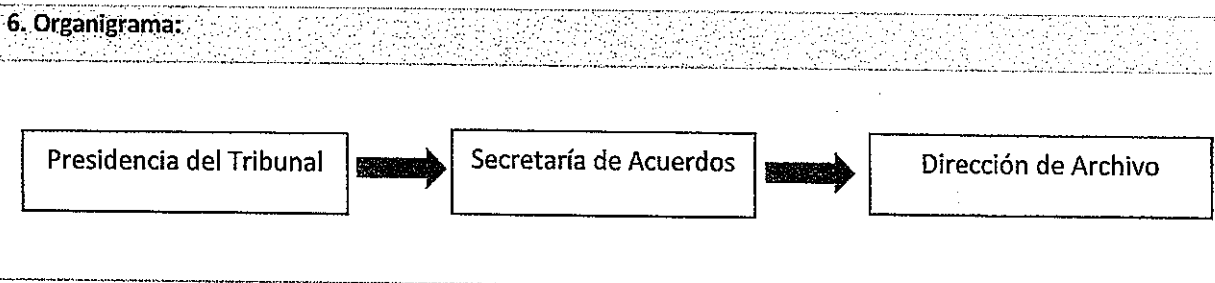 6. Organigrama:
Presidencia del Tribunal
Secretaría de Acuerdos
Dirección de Archivo